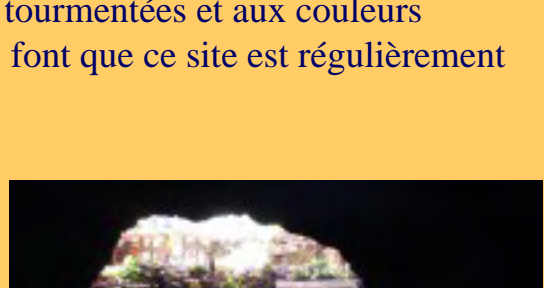 tourmentées et aux couleurs
font que ce site est régulièrement